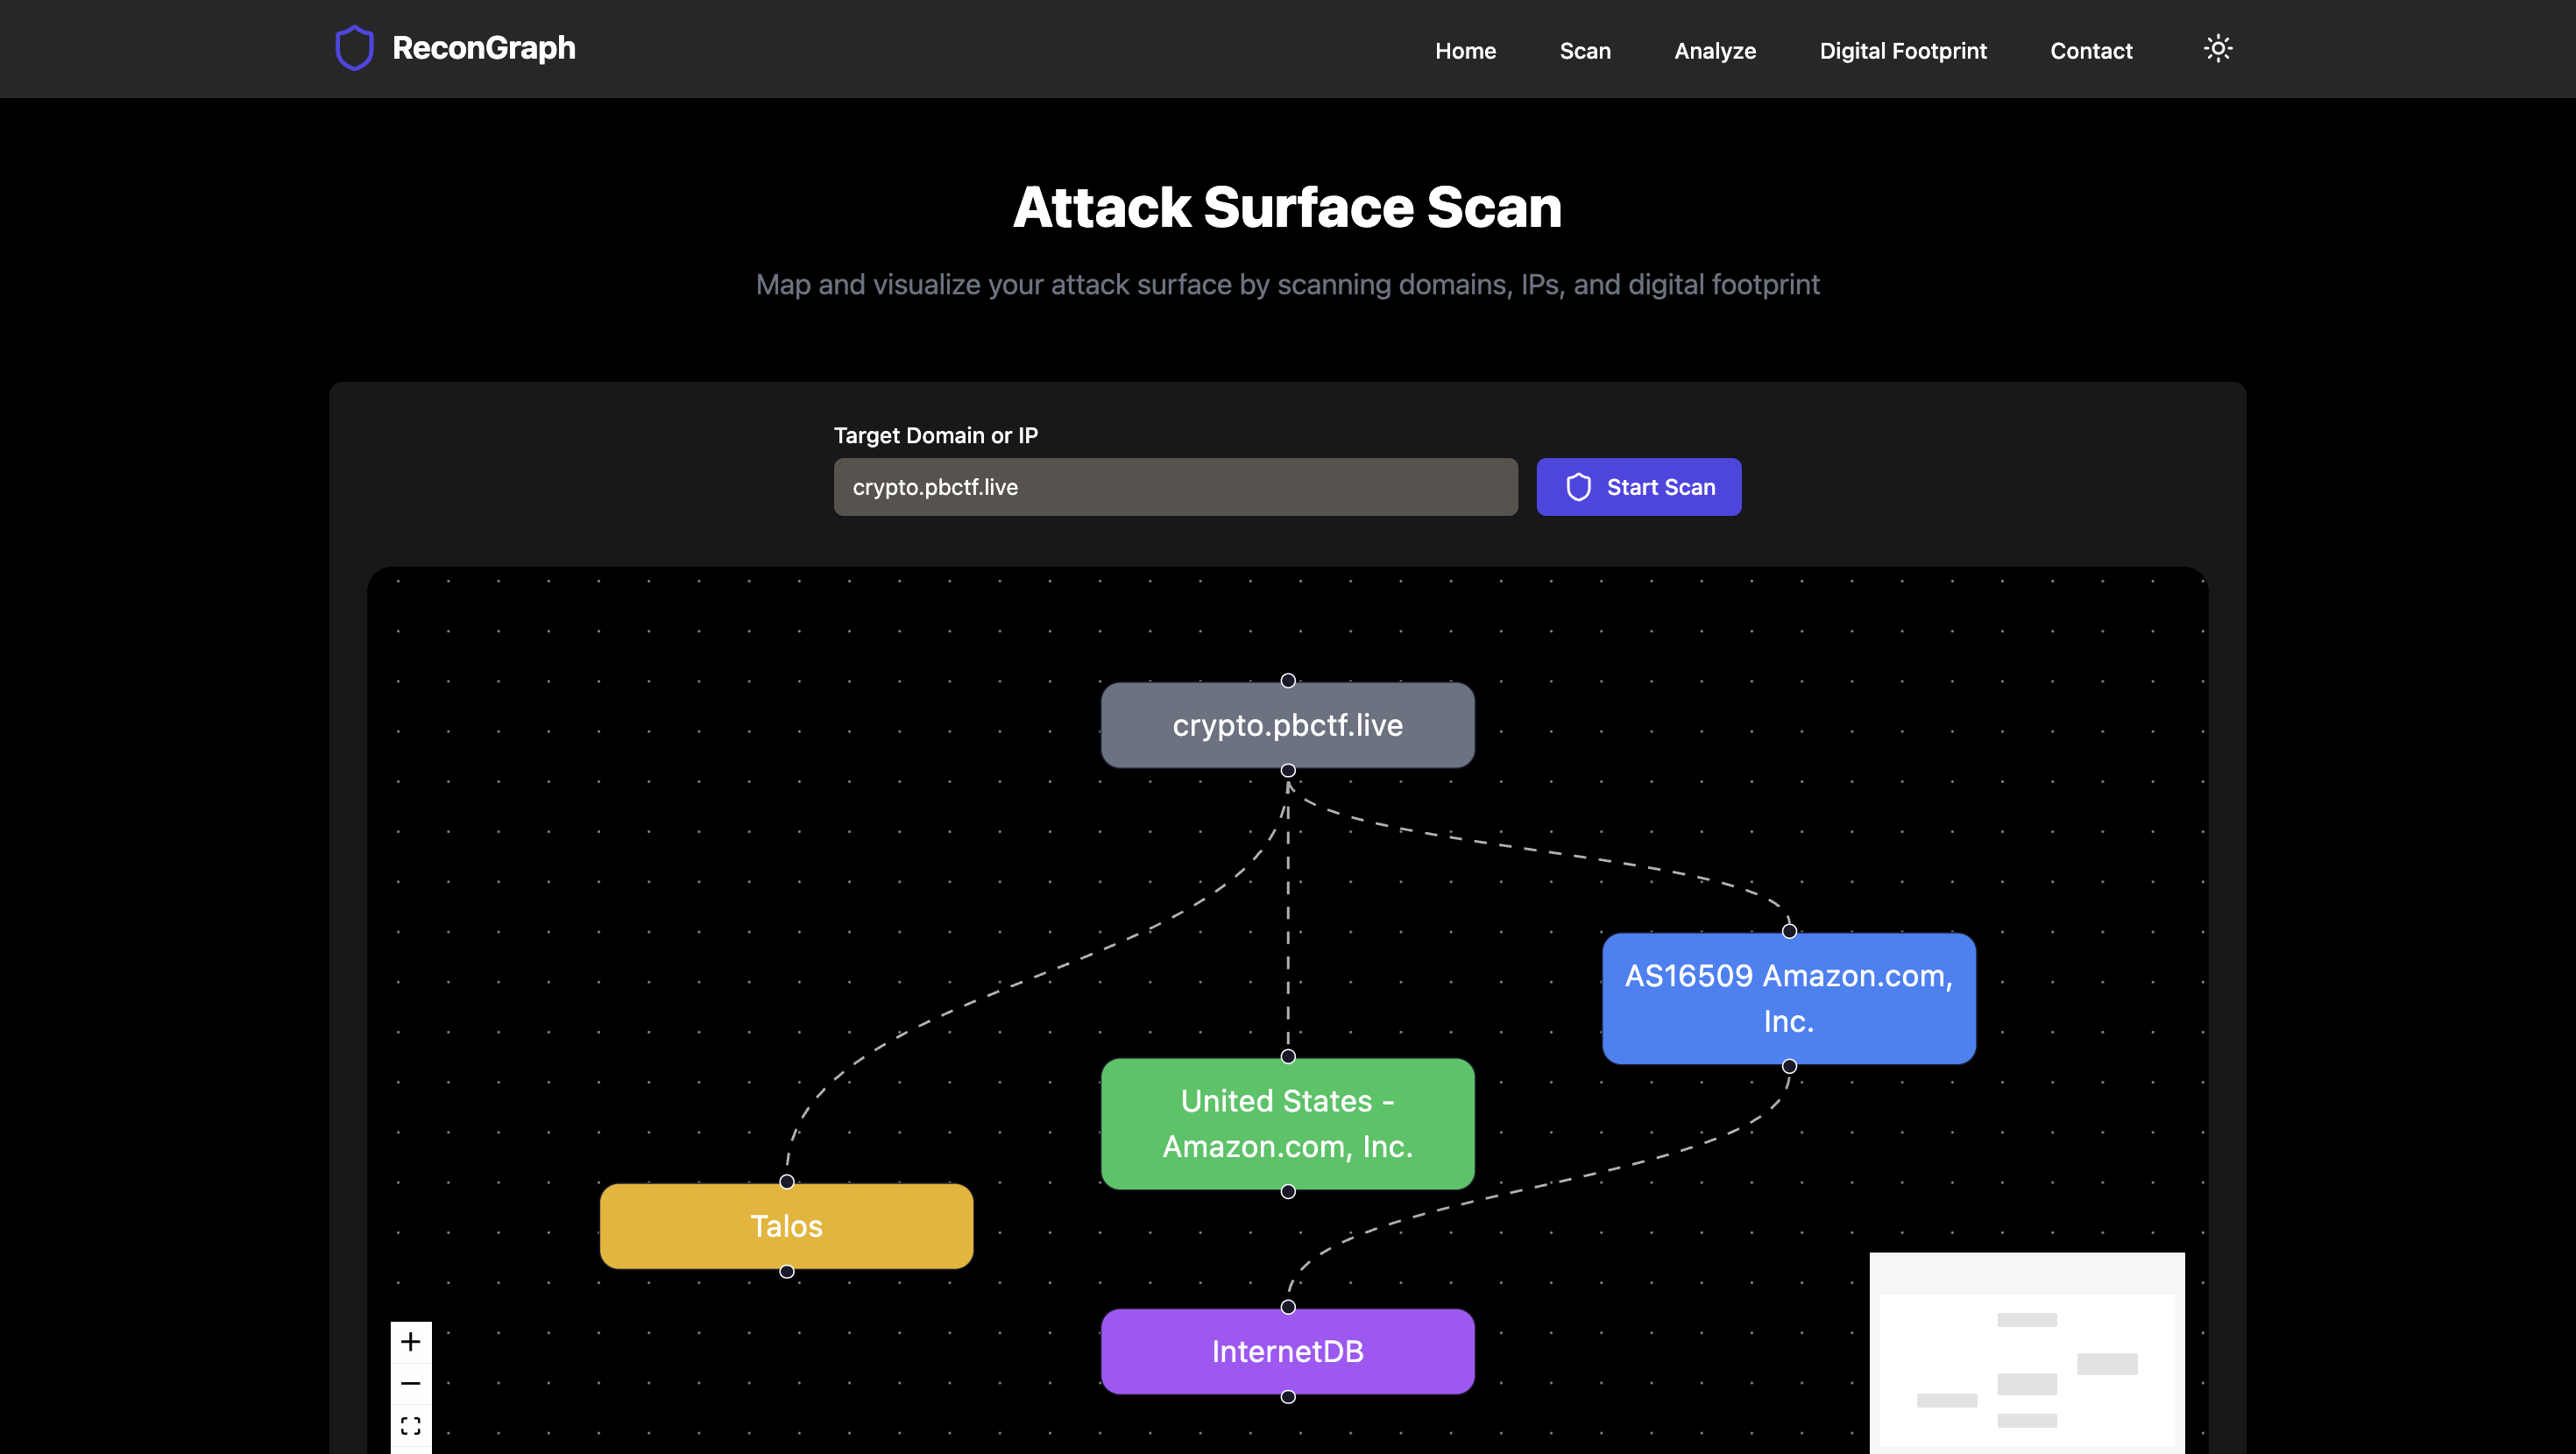 ReconGraph
Home
Scan
Analyze
Digital Footprint
Contact
Attack Surface Scan
Map and visualize your attack surface by scanning domains, IPs, and digital footprint
Target Domain or IP
crypto.pbctf.live
Start Scan
crypto.pbctf.live
AS16509 Amazon.com,
Inc.
United States -
Amazon.com, Inc.
Talos
InternetDB